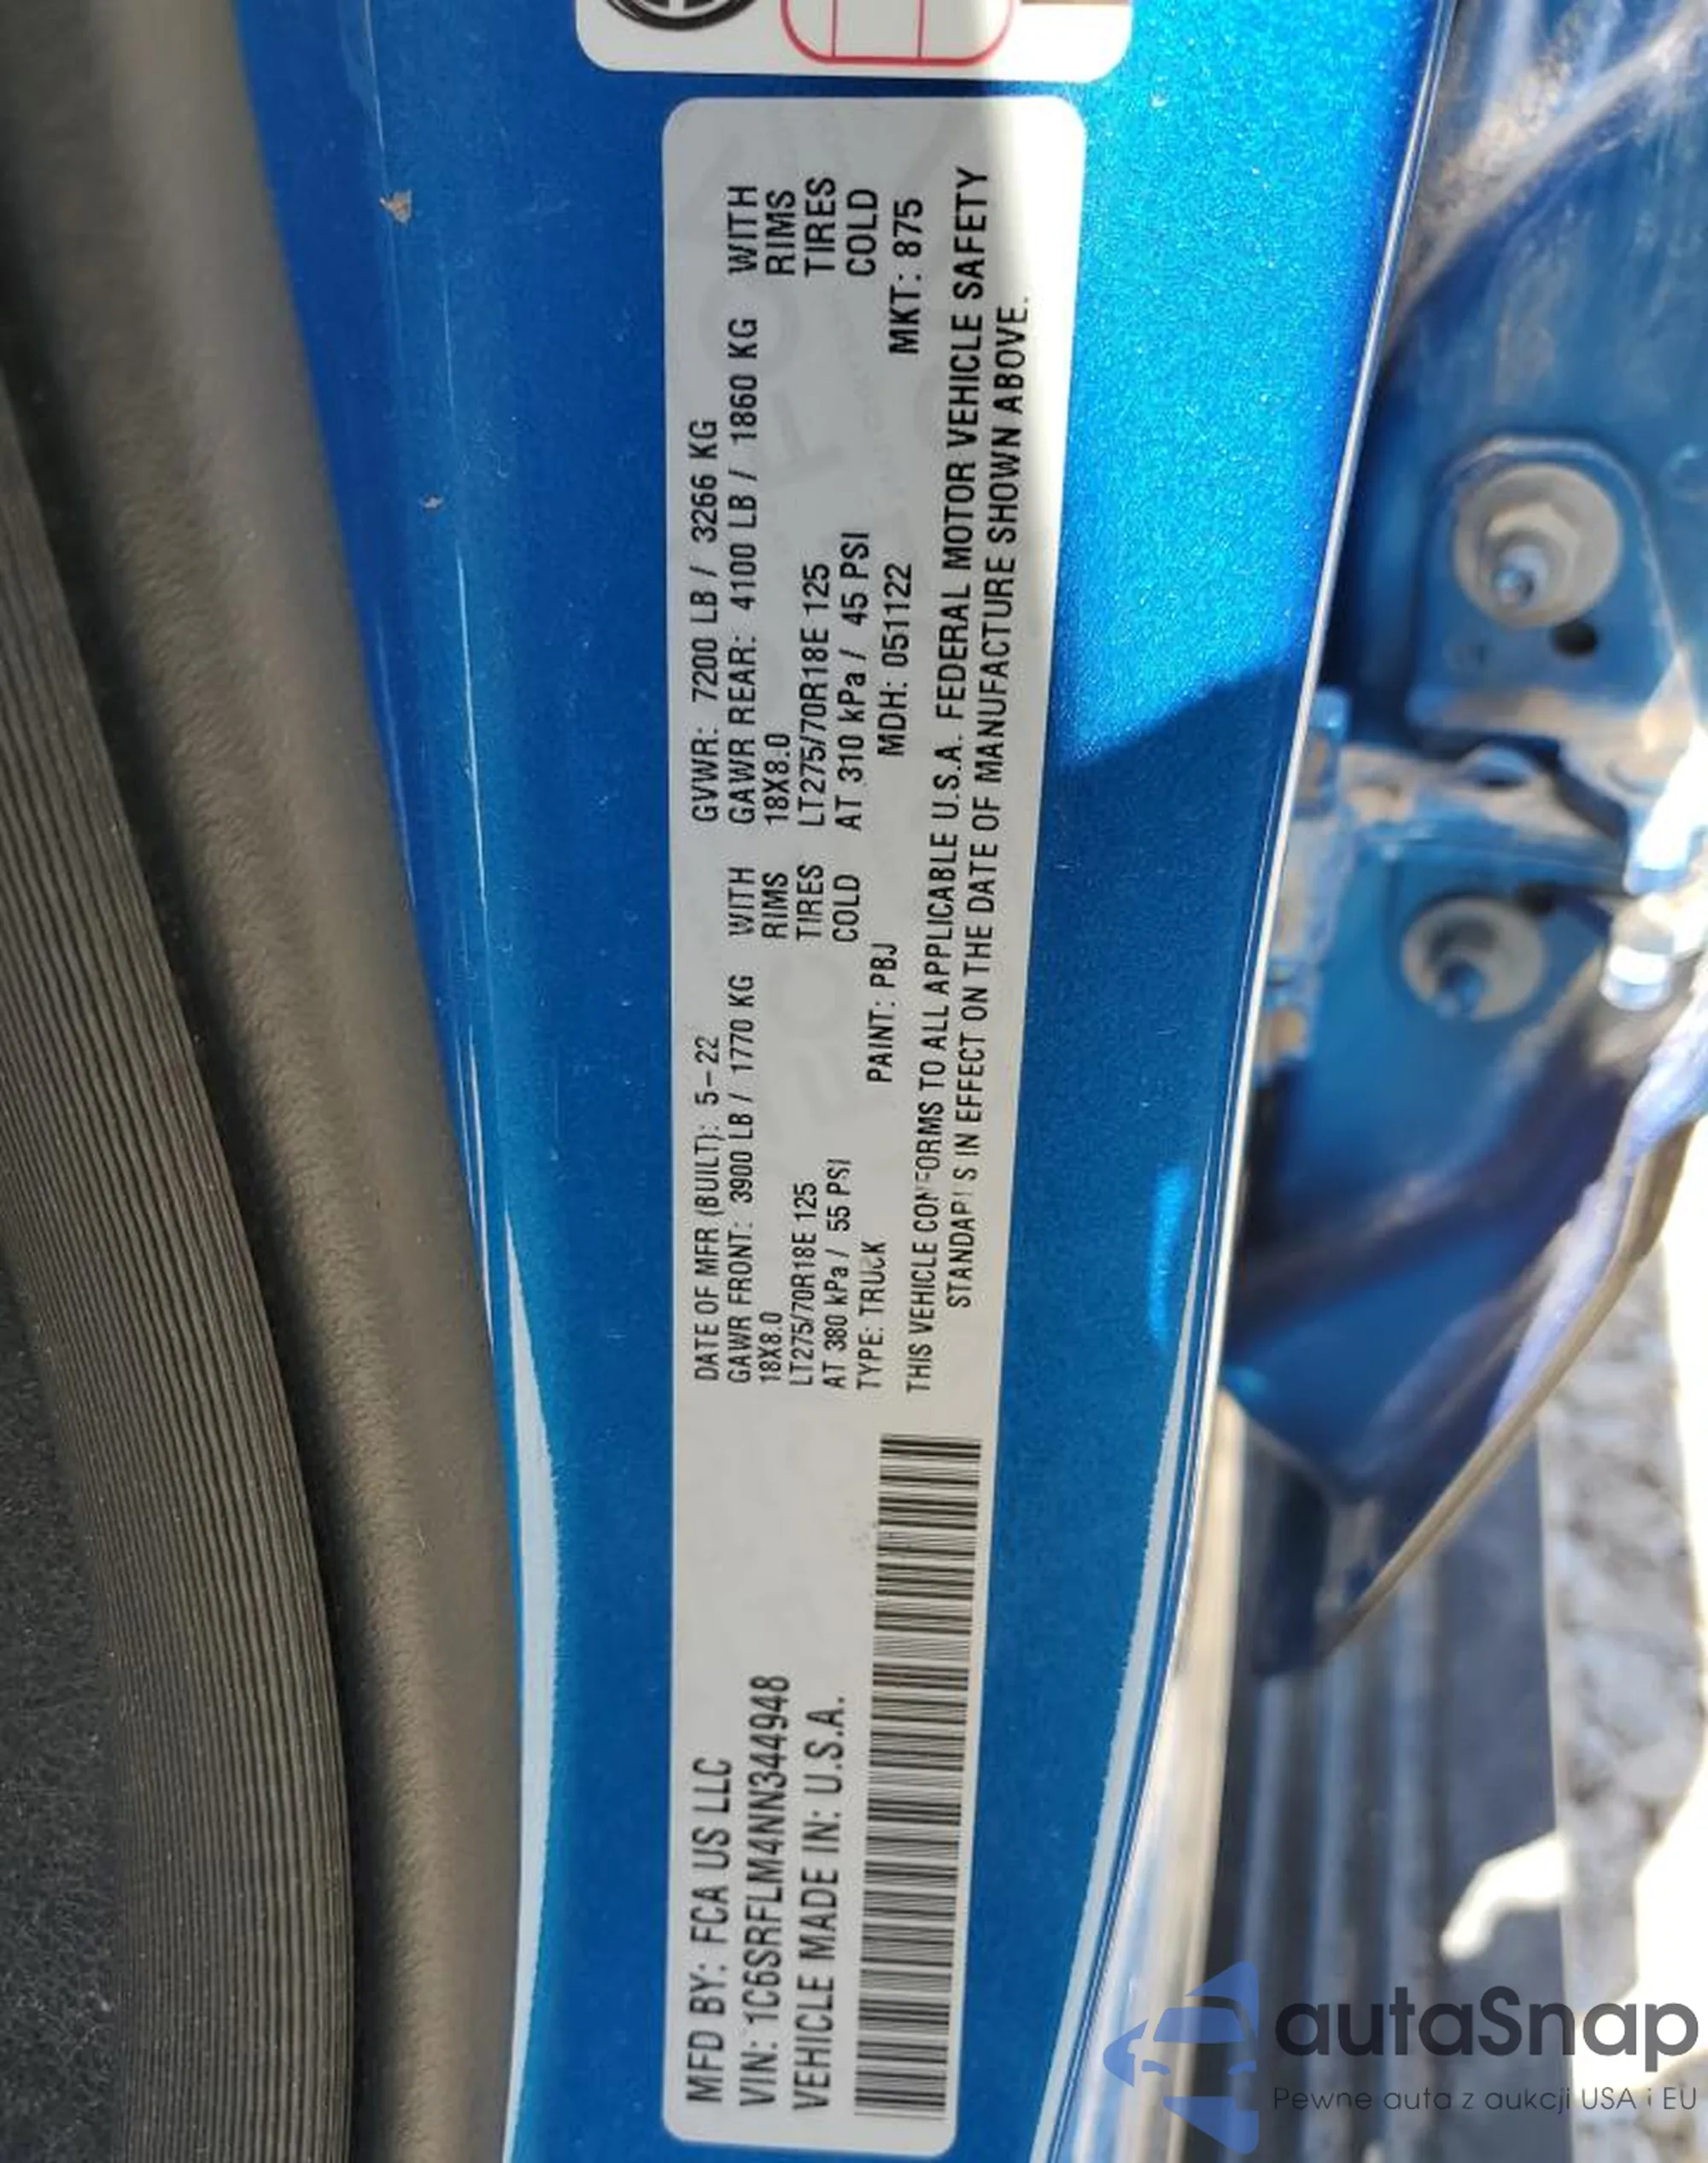 MFD BY: FCA US LLC
VIN: 1C6SRFLM4NN344948
VEHICLE MADE IN: U.S.A.
DATE OF MFR (BUILT): 5-22 GVWR: 7200 LB / 3266 KG
GAWR FRONT: 3900 LB / 1770 KG WITH GAWR REAR: 4100 LB / 1860 KG WITH
18X8.0 RIMS 18X8.0 RIMS
LT275/70R18E 125 TIRES LT275/70R18E 125 TIRES
AT 380 kPa / 55 PSI COLD AT 310 kPa / 45 PSI COLD
TYPE: TRUCK PAINT: PBJ MDH: 051122 MKT: 875
THIS VEHICLE CONFORMS TO ALL APPLICABLE U.S.A. FEDERAL MOTOR VEHICLE SAFETY
STANDARDS IN EFFECT ON THE DATE OF MANUFACTURE SHOWN ABOVE.
autaSnap
Pewne auta z aukcji USA i EU